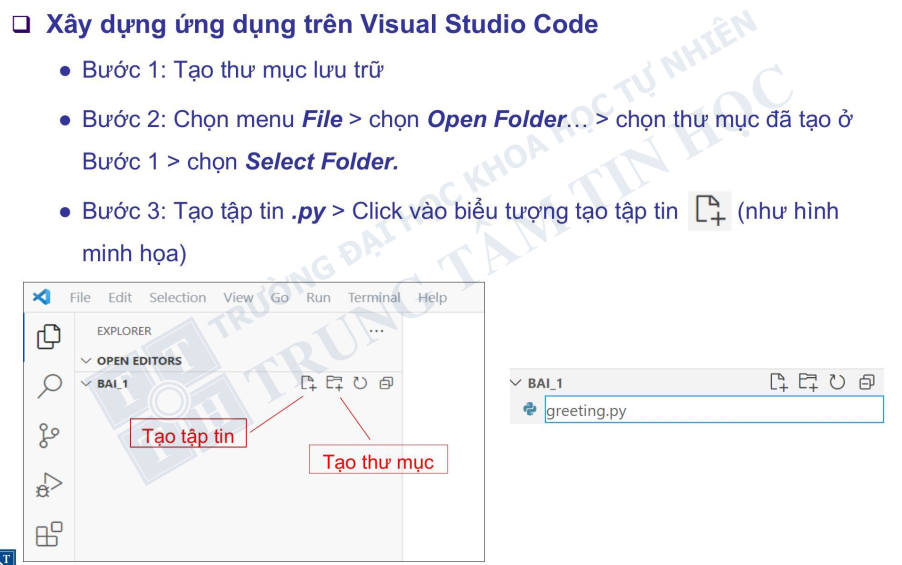 Xây dựng ứng dụng trên Visual Studio Code
Bước 1: Tạo thư mục lưu trữ
Bước 2: Chọn menu File > chọn Open Folder… > chọn thư mục đã tạo ở
Bước 1 > chọn Select Folder.
Bước 3: Tạo tập tin .py > Click vào biểu tượng tạo tập tin (như hình
minh họa)
TRƯỜNG ĐẠI HỌC KHOA HỌC TỰ NHIÊN
TRUNG TÂM TIN HỌC
File Edit Selection View Go Run Terminal Help
EXPLORER ...
OPEN EDITORS
BAI_1
Tạo tập tin
Tạo thư mục
BAI_1
greeting.py
T